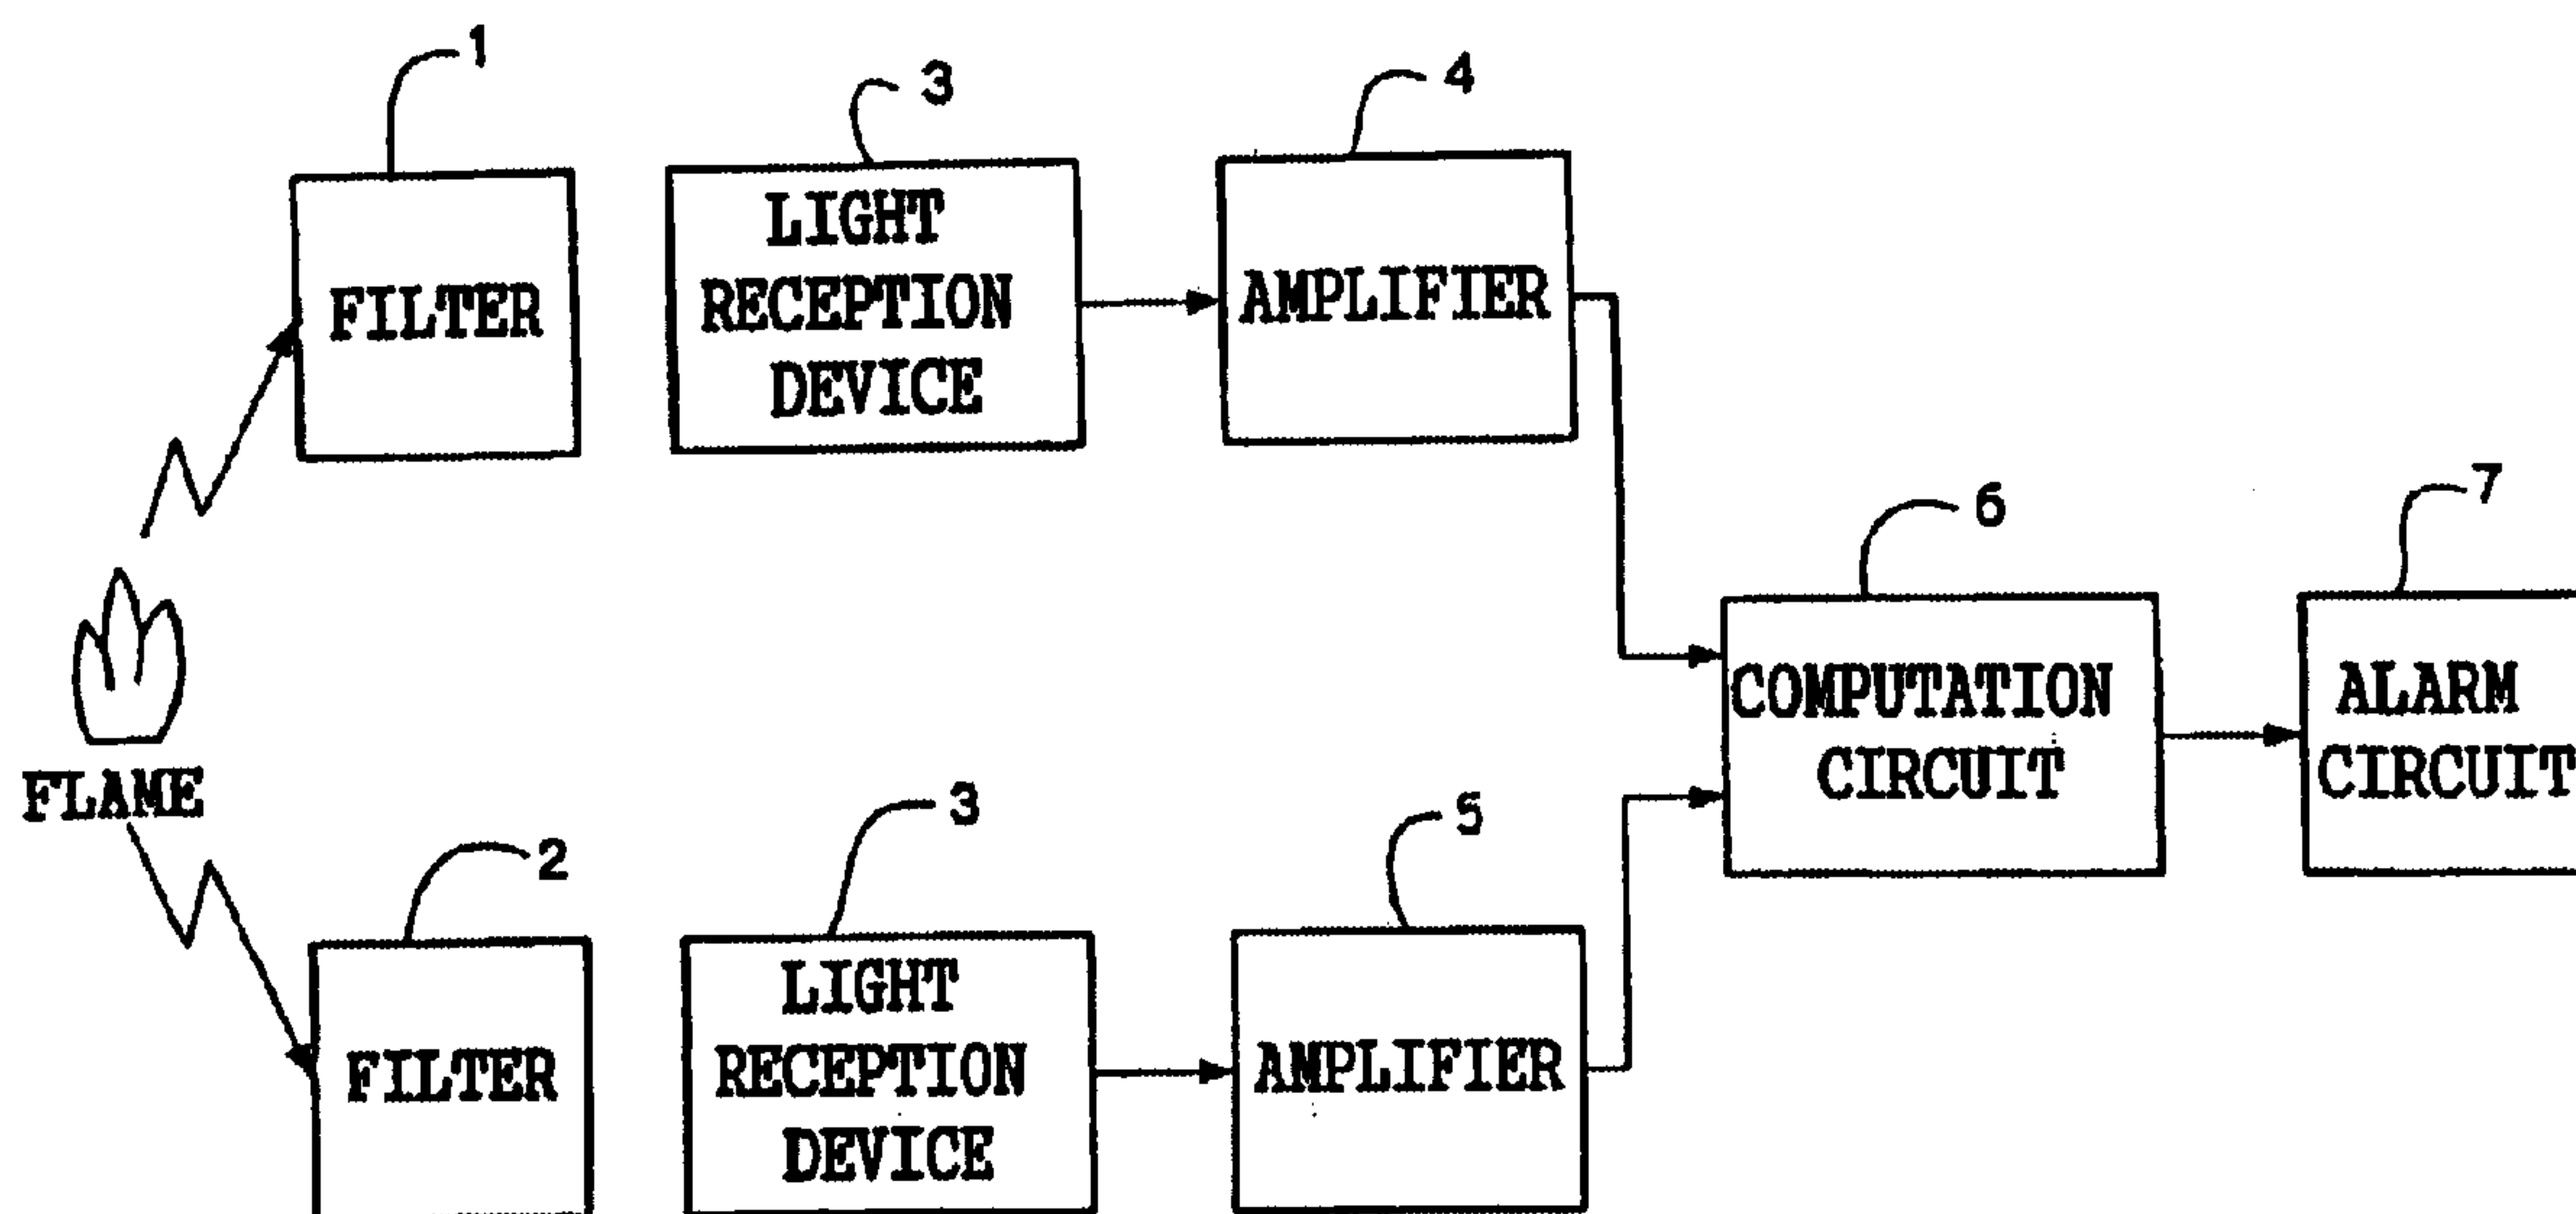 1
3
4
FILTER
LIGHT
RECEPTION
DEVICE
AMPLIFIER
6
7
COMPUTATION
CIRCUIT
ALARM
CIRCUIT
FLAME
2
3
5
FILTER
LIGHT
RECEPTION
DEVICE
AMPLIFIER